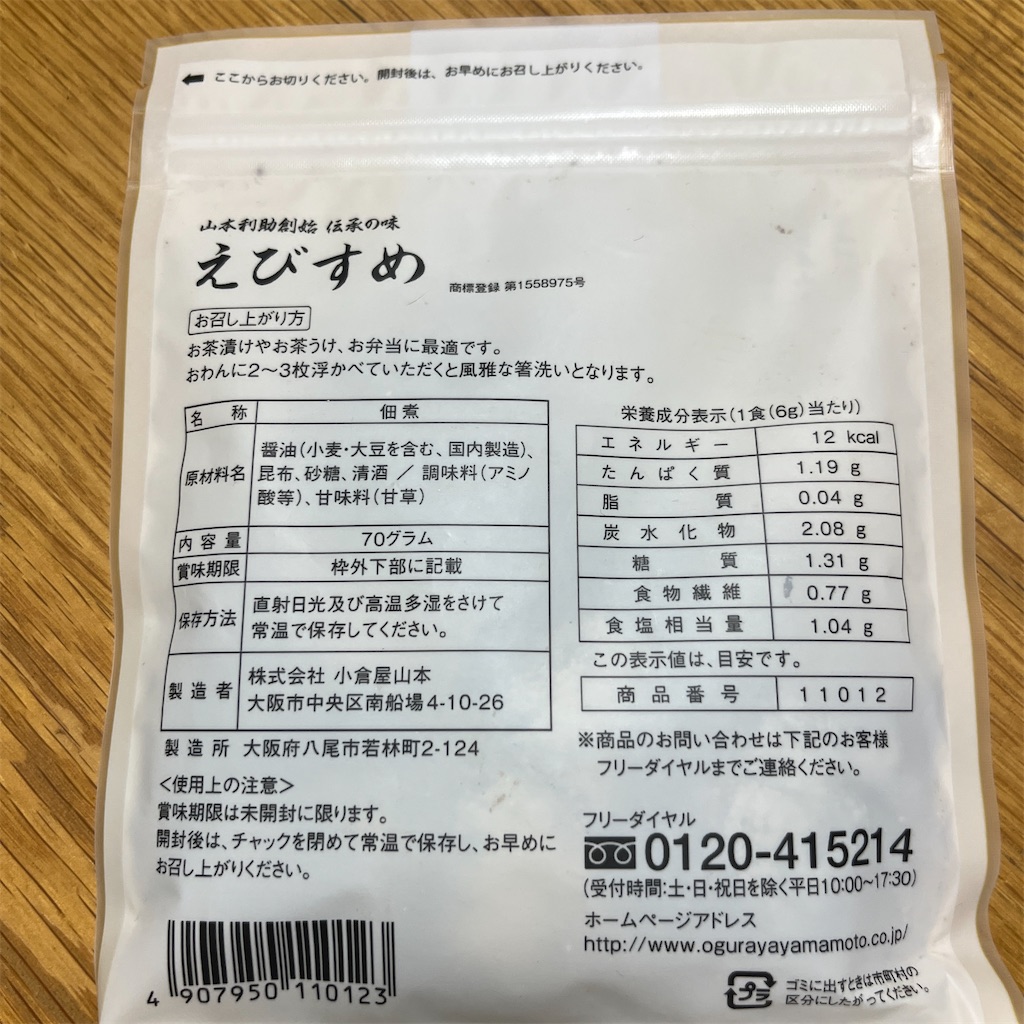 ここからお切りください。開封後は、お早めにお召し上がりください。
山本利助創始 伝承の味
えびすめ
商標登録 第1558975号
お召し上がり方
お茶漬けやお茶うけ、お弁当に最適です。
おわんに2〜3枚浮かべていただくと風雅な箸洗いとなります。
名称 佃煮
原材料名 醤油(小麦・大豆を含む、国内製造)、
昆布、砂糖、清酒 / 調味料(アミノ
酸等)、甘味料(甘草)
内容量 70グラム
賞味期限 枠外下部に記載
保存方法 直射日光及び高温多湿をさけて
常温で保存してください。
製造者 株式会社 小倉屋山本
大阪市中央区南船場4-10-26
製造所 大阪府八尾市若林町2-124
<使用上の注意>
賞味期限は未開封に限ります。
開封後は、チャックを閉めて常温で保存し、お早めに
お召し上がりください。
4 907950 110123
栄養成分表示(1食(6g)当たり)
エネルギー 12 kcal
たんぱく質 1.19 g
脂質 0.04 g
炭水化物 2.08 g
糖質 1.31 g
食物繊維 0.77 g
食塩相当量 1.04 g
この表示値は、目安です。
商品番号 11012
※商品のお問い合わせは下記のお客様
フリーダイヤルまでご連絡ください。
フリーダイヤル
0120-415214
(受付時間:土・日・祝日を除く平日10:00〜17:30)
ホームページアドレス
http://www.ogurayayamamoto.co.jp/
プラ
ゴミに出すときは市町村の
区分にしたがってください。